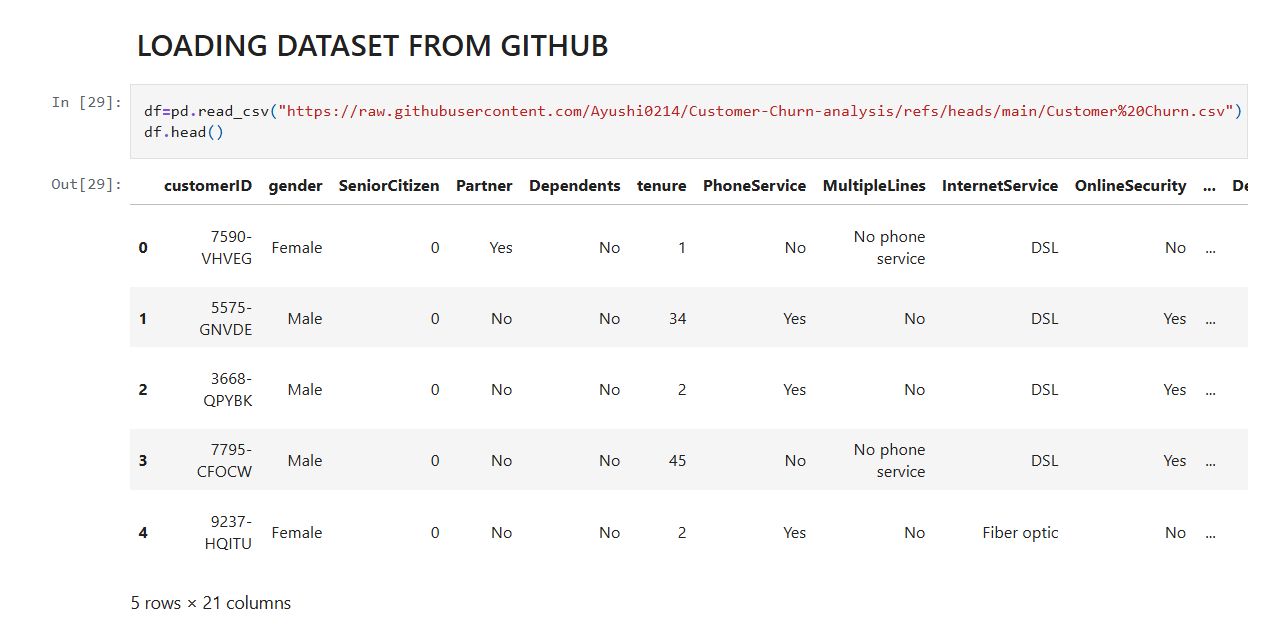 LOADING DATASET FROM GITHUB
In [29]:
df=pd.read_csv("https://raw.githubusercontent.com/Ayushi0214/Customer-Churn-analysis/refs/heads/main/Customer%20Churn.csv")
df.head()
Out[29]:
customerID gender SeniorCitizen Partner Dependents tenure PhoneService MultipleLines InternetService OnlineSecurity ... De
0 7590-VHVEG Female 0 Yes No 1 No No phone service DSL No ...
1 5575-GNVDE Male 0 No No 34 Yes No DSL Yes ...
2 3668-QPYBK Male 0 No No 2 Yes No DSL Yes ...
3 7795-CFOCW Male 0 No No 45 No No phone service DSL Yes ...
4 9237-HQITU Female 0 No No 2 Yes No Fiber optic No ...
5 rows × 21 columns